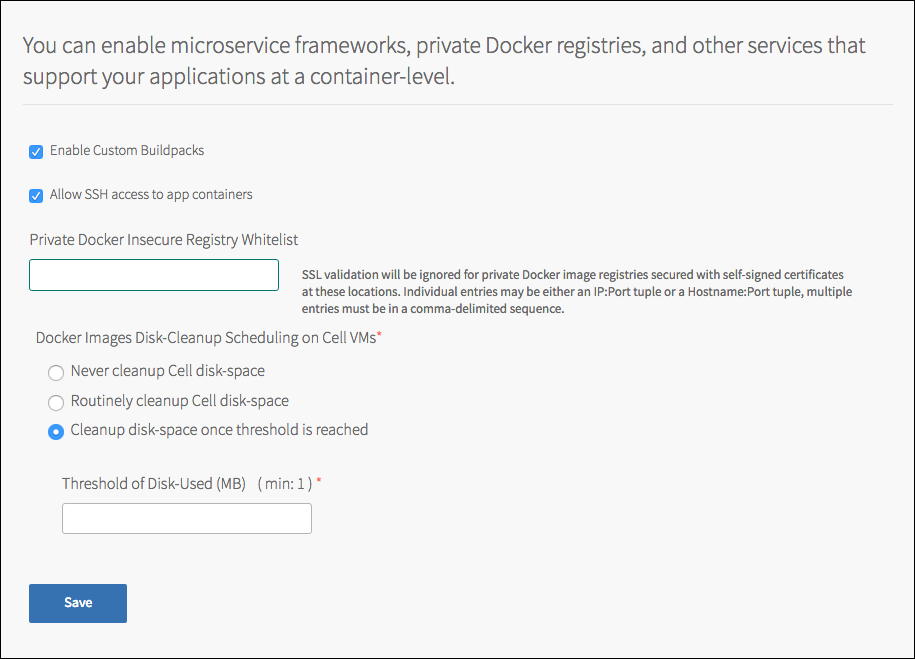 You can enable microservice frameworks, private Docker registries, and other services that
support your applications at a container-level.
Enable Custom Buildpacks
Allow SSH access to app containers
Private Docker Insecure Registry Whitelist
SSL validation will be ignored for private Docker image registries secured with self-signed certificates
at these locations. Individual entries may be either an IP:Port tuple or a Hostname:Port tuple, multiple
entries must be in a comma-delimited sequence.
Docker Images Disk-Cleanup Scheduling on Cell VMs*
Never cleanup Cell disk-space
Routinely cleanup Cell disk-space
Cleanup disk-space once threshold is reached
Threshold of Disk-Used (MB) ( min: 1 ) *
Save